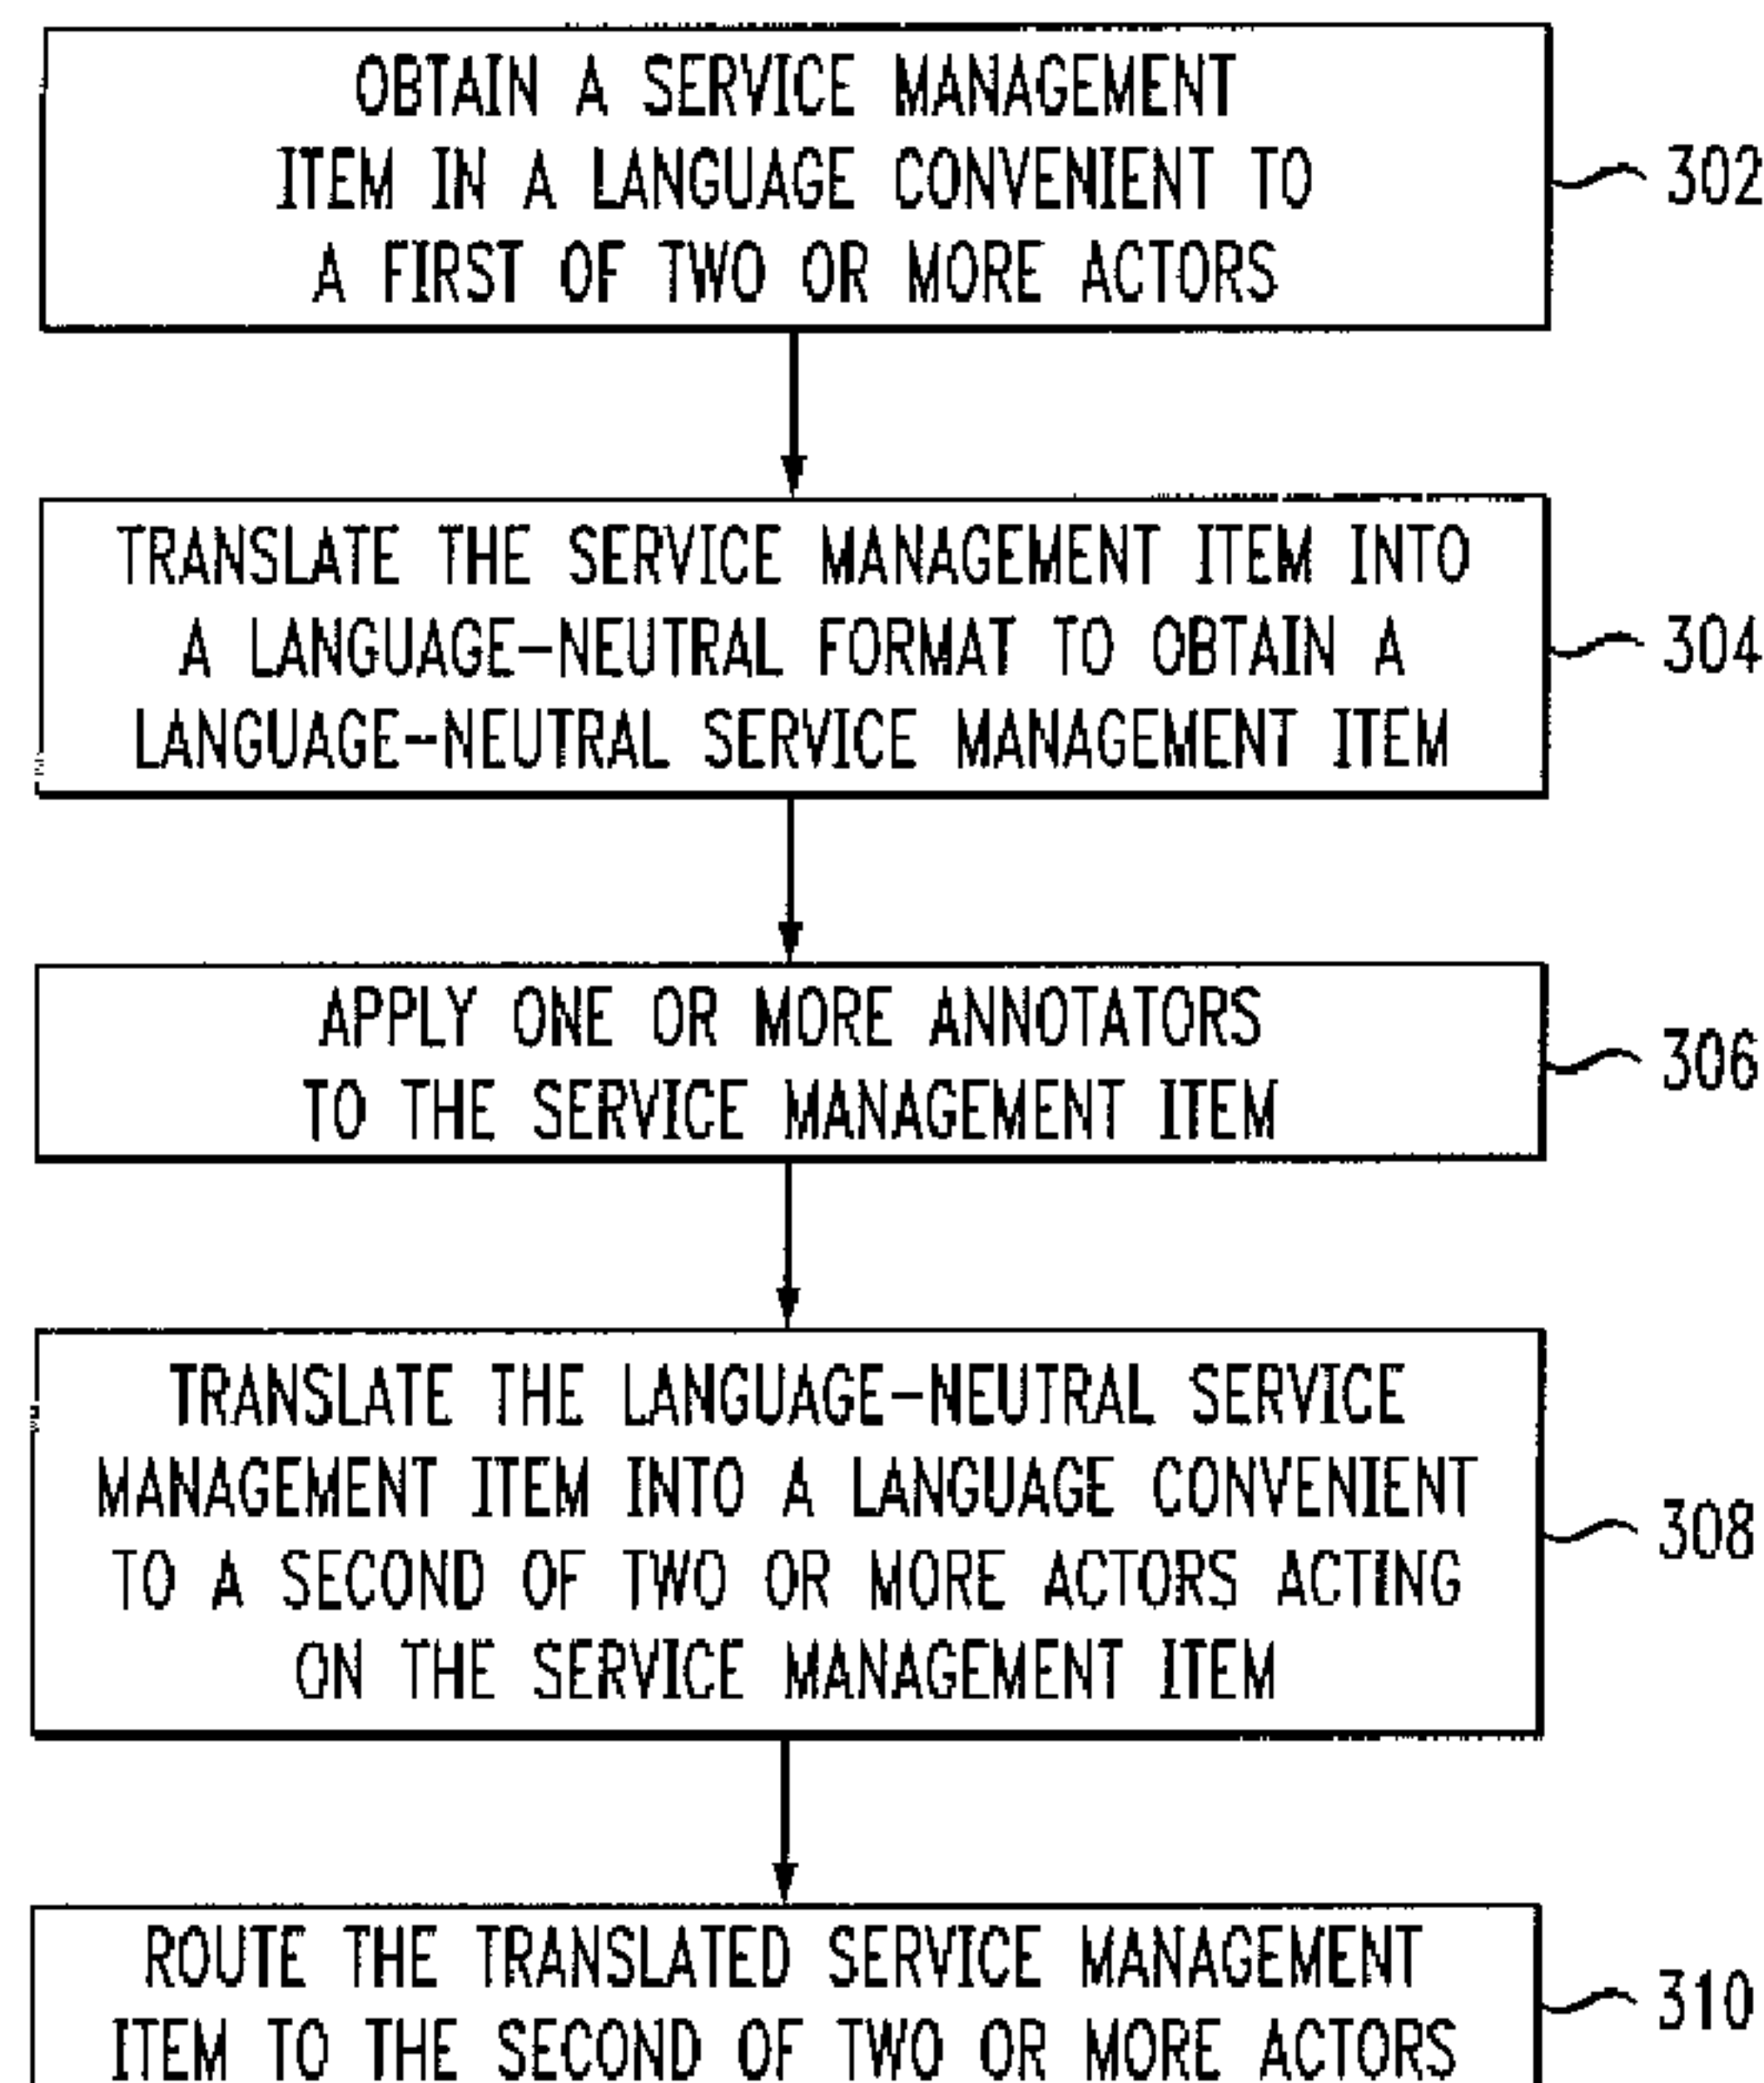 OBTAIN A SERVICE MANAGEMENT
ITEM IN A LANGUAGE CONVENIENT TO
A FIRST OF TWO OR MORE ACTORS
302
TRANSLATE THE SERVICE MANAGEMENT ITEM INTO
A LANGUAGE-NEUTRAL FORMAT TO OBTAIN A
LANGUAGE-NEUTRAL SERVICE MANAGEMENT ITEM
304
APPLY ONE OR MORE ANNOTATORS
TO THE SERVICE MANAGEMENT ITEM
306
TRANSLATE THE LANGUAGE-NEUTRAL SERVICE
MANAGEMENT ITEM INTO A LANGUAGE CONVENIENT
TO A SECOND OF TWO OR MORE ACTORS ACTING
ON THE SERVICE MANAGEMENT ITEM
308
ROUTE THE TRANSLATED SERVICE MANAGEMENT
ITEM TO THE SECOND OF TWO OR MORE ACTORS
310